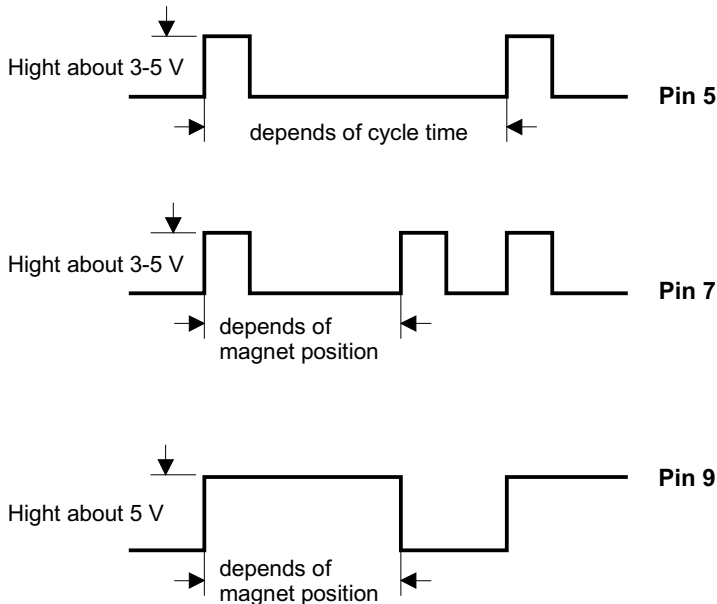 Hight about 3-5 V
Pin 5
depends of cycle time
Hight about 3-5 V
Pin 7
depends of
magnet position
Pin 9
Hight about 5 V
depends of
magnet position